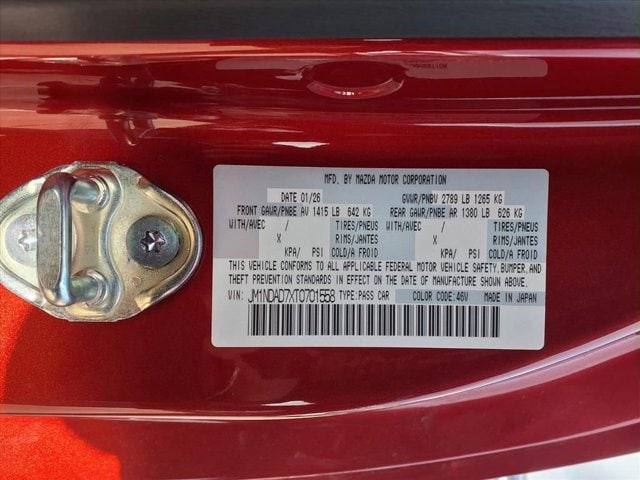 MFD. BY MAZDA MOTOR CORPORATION
DATE 01/26 GVWR/PNBV 2789 LB 1265 KG
FRONT GAWR/PNBE AV 1415 LB 642 KG REAR GAWR/PNBE AR 1380 LB 626 KG
WITH/AVEC / TIRES/PNEUS WITH/AVEC / TIRES/PNEUS
X RIMS/JANTES X RIMS/JANTES
KPA/ PSI COLD/A FROID KPA/ PSI COLD/A FROID
THIS VEHICLE CONFORMS TO ALL APPLICABLE FEDERAL MOTOR VEHICLE SAFETY, BUMPER, AND
THEFT PREVENTION STANDARDS IN EFFECT ON THE DATE OF MANUFACTURE SHOWN ABOVE.
VIN: JM1NDAD7XT0701558 TYPE:PASS CAR COLOR CODE:46V MADE IN JAPAN